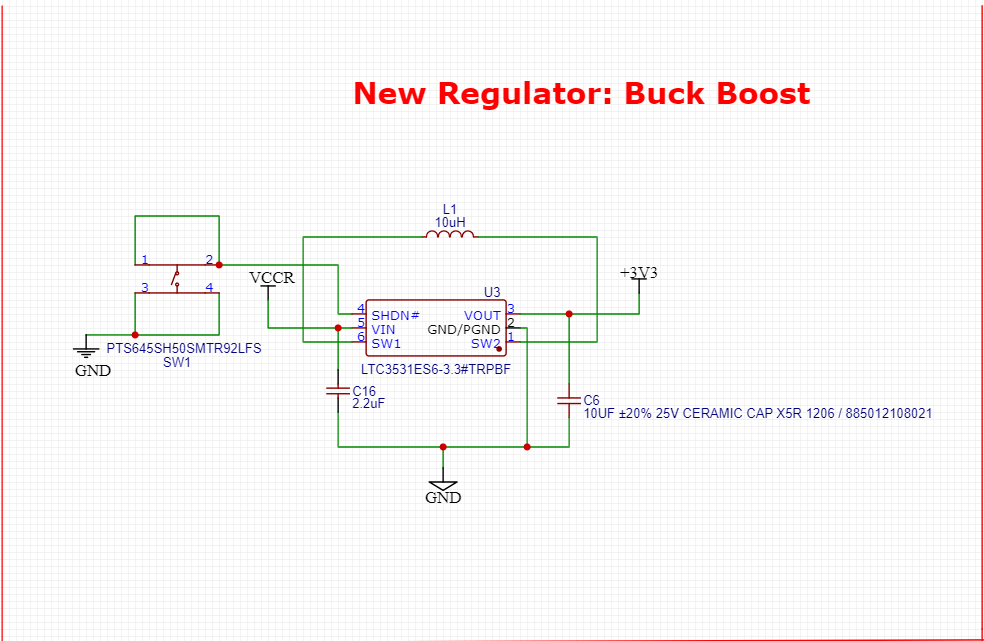 New Regulator: Buck Boost
L1
10uH
1
2
3
4
VCCR
+3V3
GND
PTS645SH50SMTR92LFS
SW1
U3
4
5
6
SHDN#
VIN
SW1
VOUT
GND/PGND
SW2
3
2
1
LTC3531ES6-3.3#TRPBF
C16
2.2uF
C6
10UF ±20% 25V CERAMIC CAP X5R 1206 / 885012108021
GND